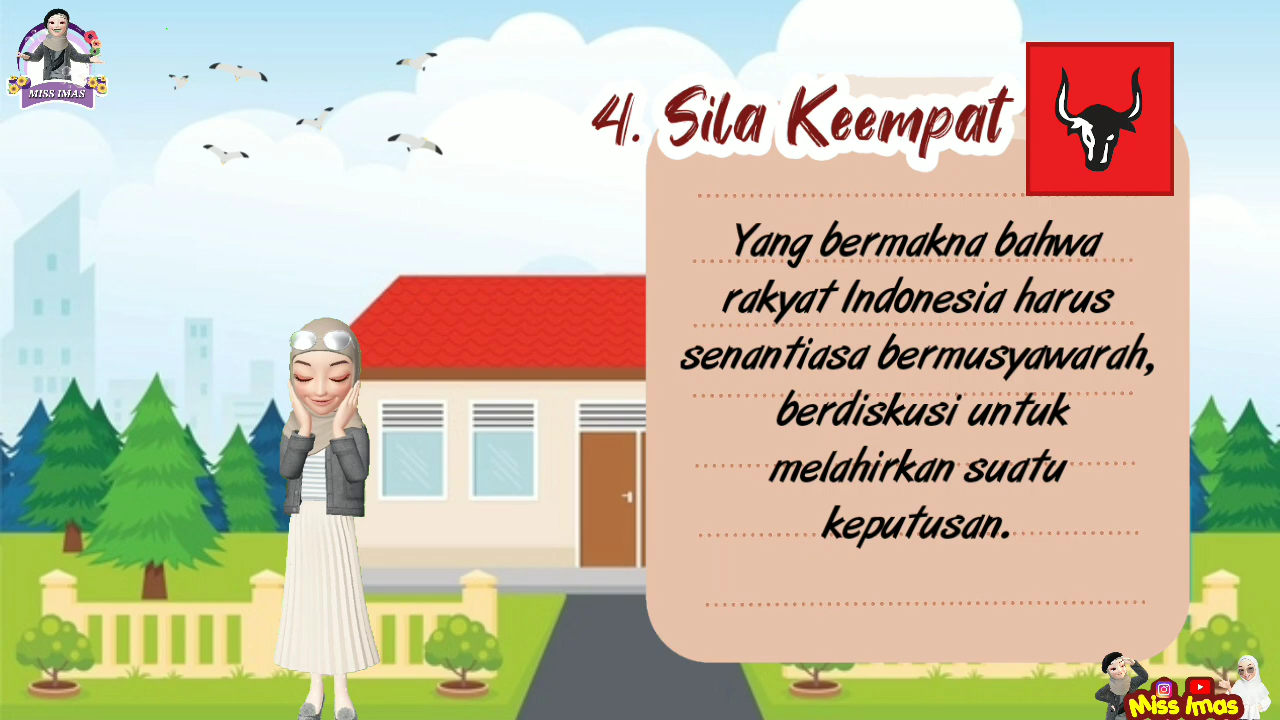 MISS IMAS
4. Sila Keempat
Yang bermakna bahwa
rakyat Indonesia harus
senantiasa bermusyawarah,
berdiskusi untuk
melahirkan suatu
keputusan.
Miss Imas